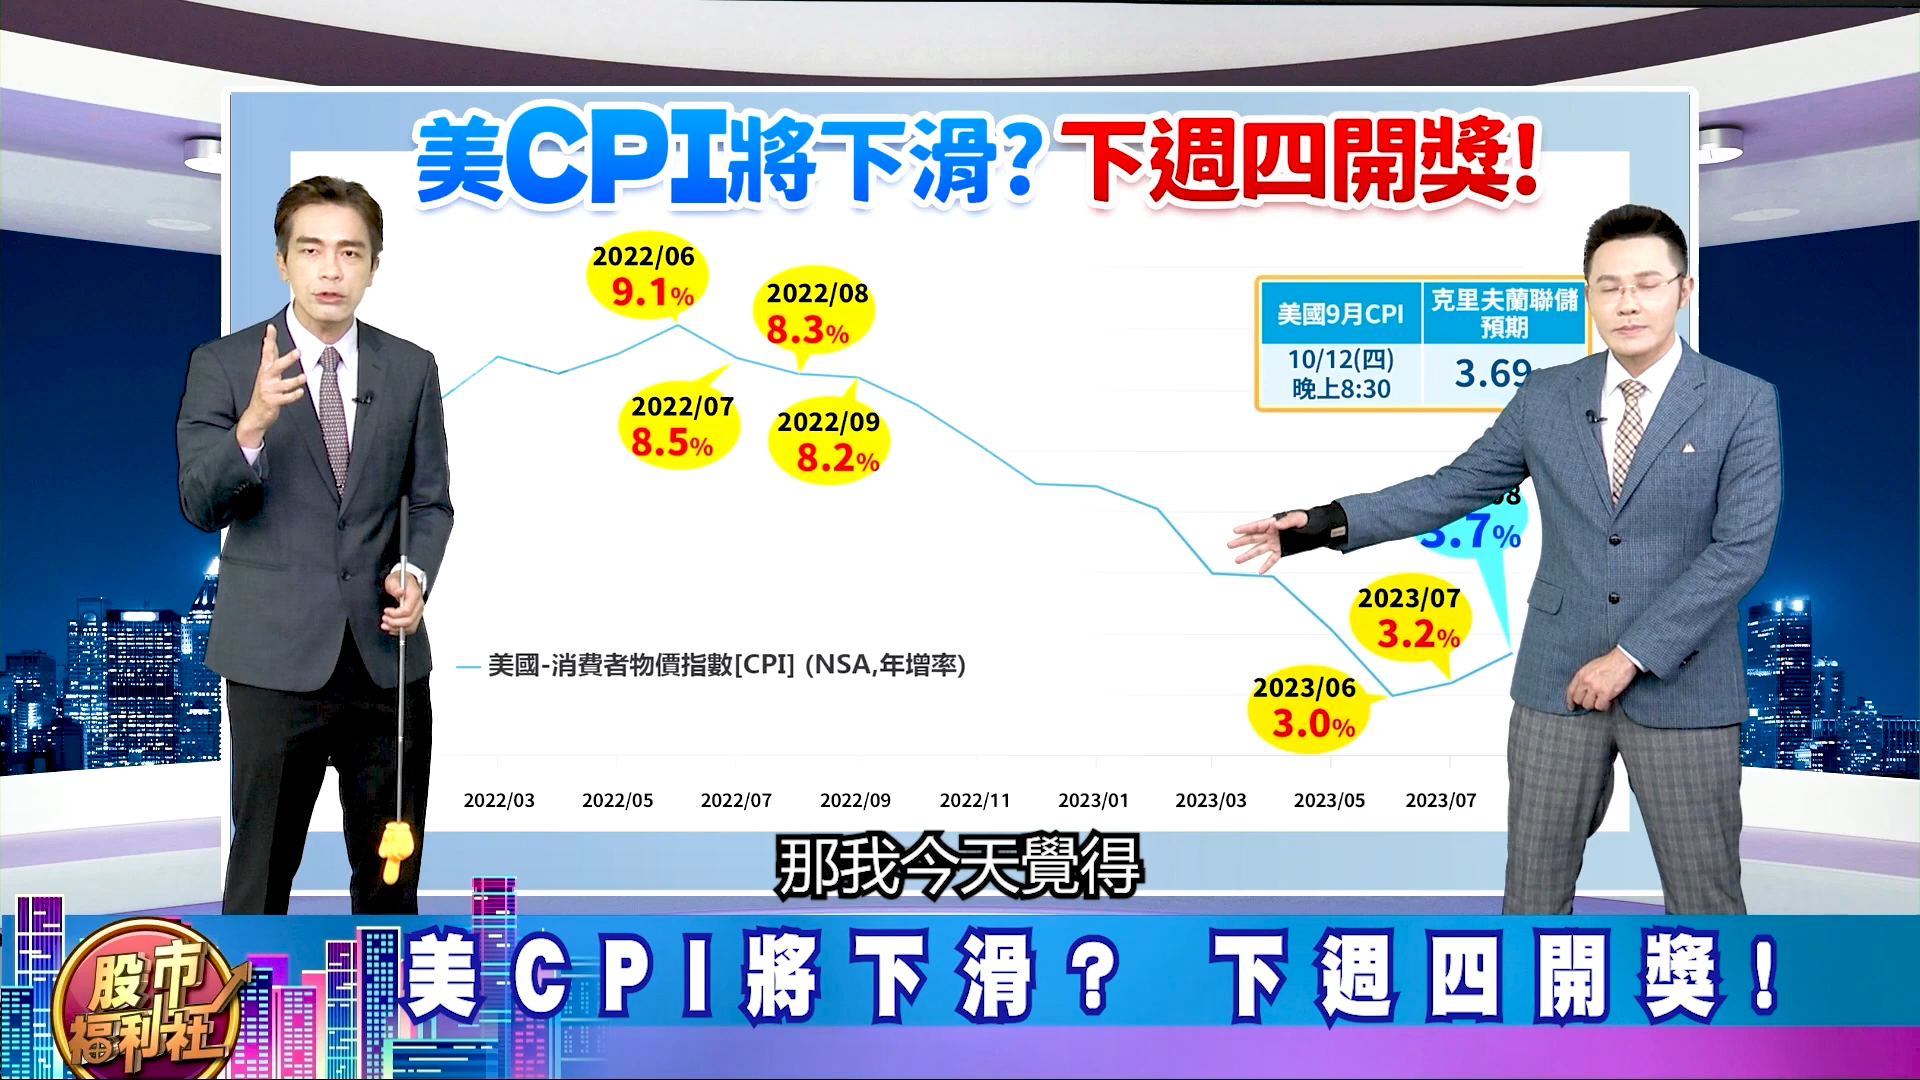 美CPI將下滑? 下週四開獎!
2022/06
9.1%
2022/08
8.3%
2022/07
8.5%
2022/09
8.2%
美國9月CPI
克里夫蘭聯儲
預期
10/12(四)
晚上8:30
3.69
3.7%
2023/07
3.2%
2023/06
3.0%
美國-消費者物價指數[CPI] (NSA,年增率)
2022/03 2022/05 2022/07 2022/09 2022/11 2023/01 2023/03 2023/05 2023/07
那我今天覺得
股市
福利社
美CPI將下滑? 下週四開獎!